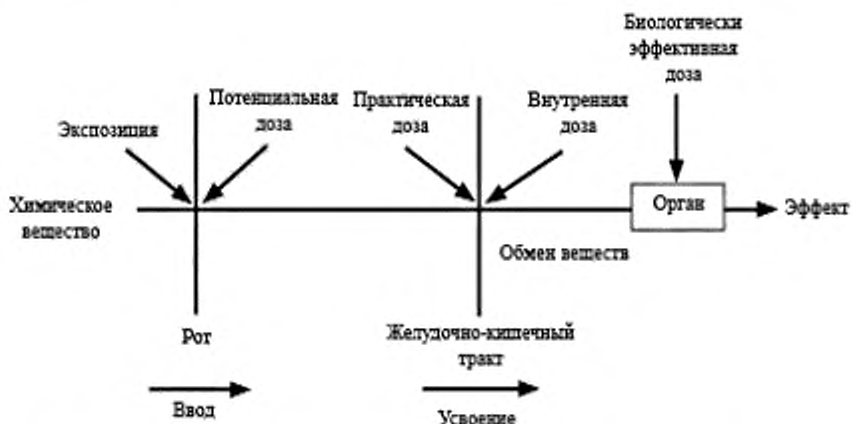 Биологически
эффективная
доза
Потенциальная
доза
Практическая
доза
Внутренняя
доза
Экспозиция
Химическое
вещество
Орган
Эффект
Обмен веществ
Рот
Желудочно-кишечный
тракт
Ввод
Усвоение